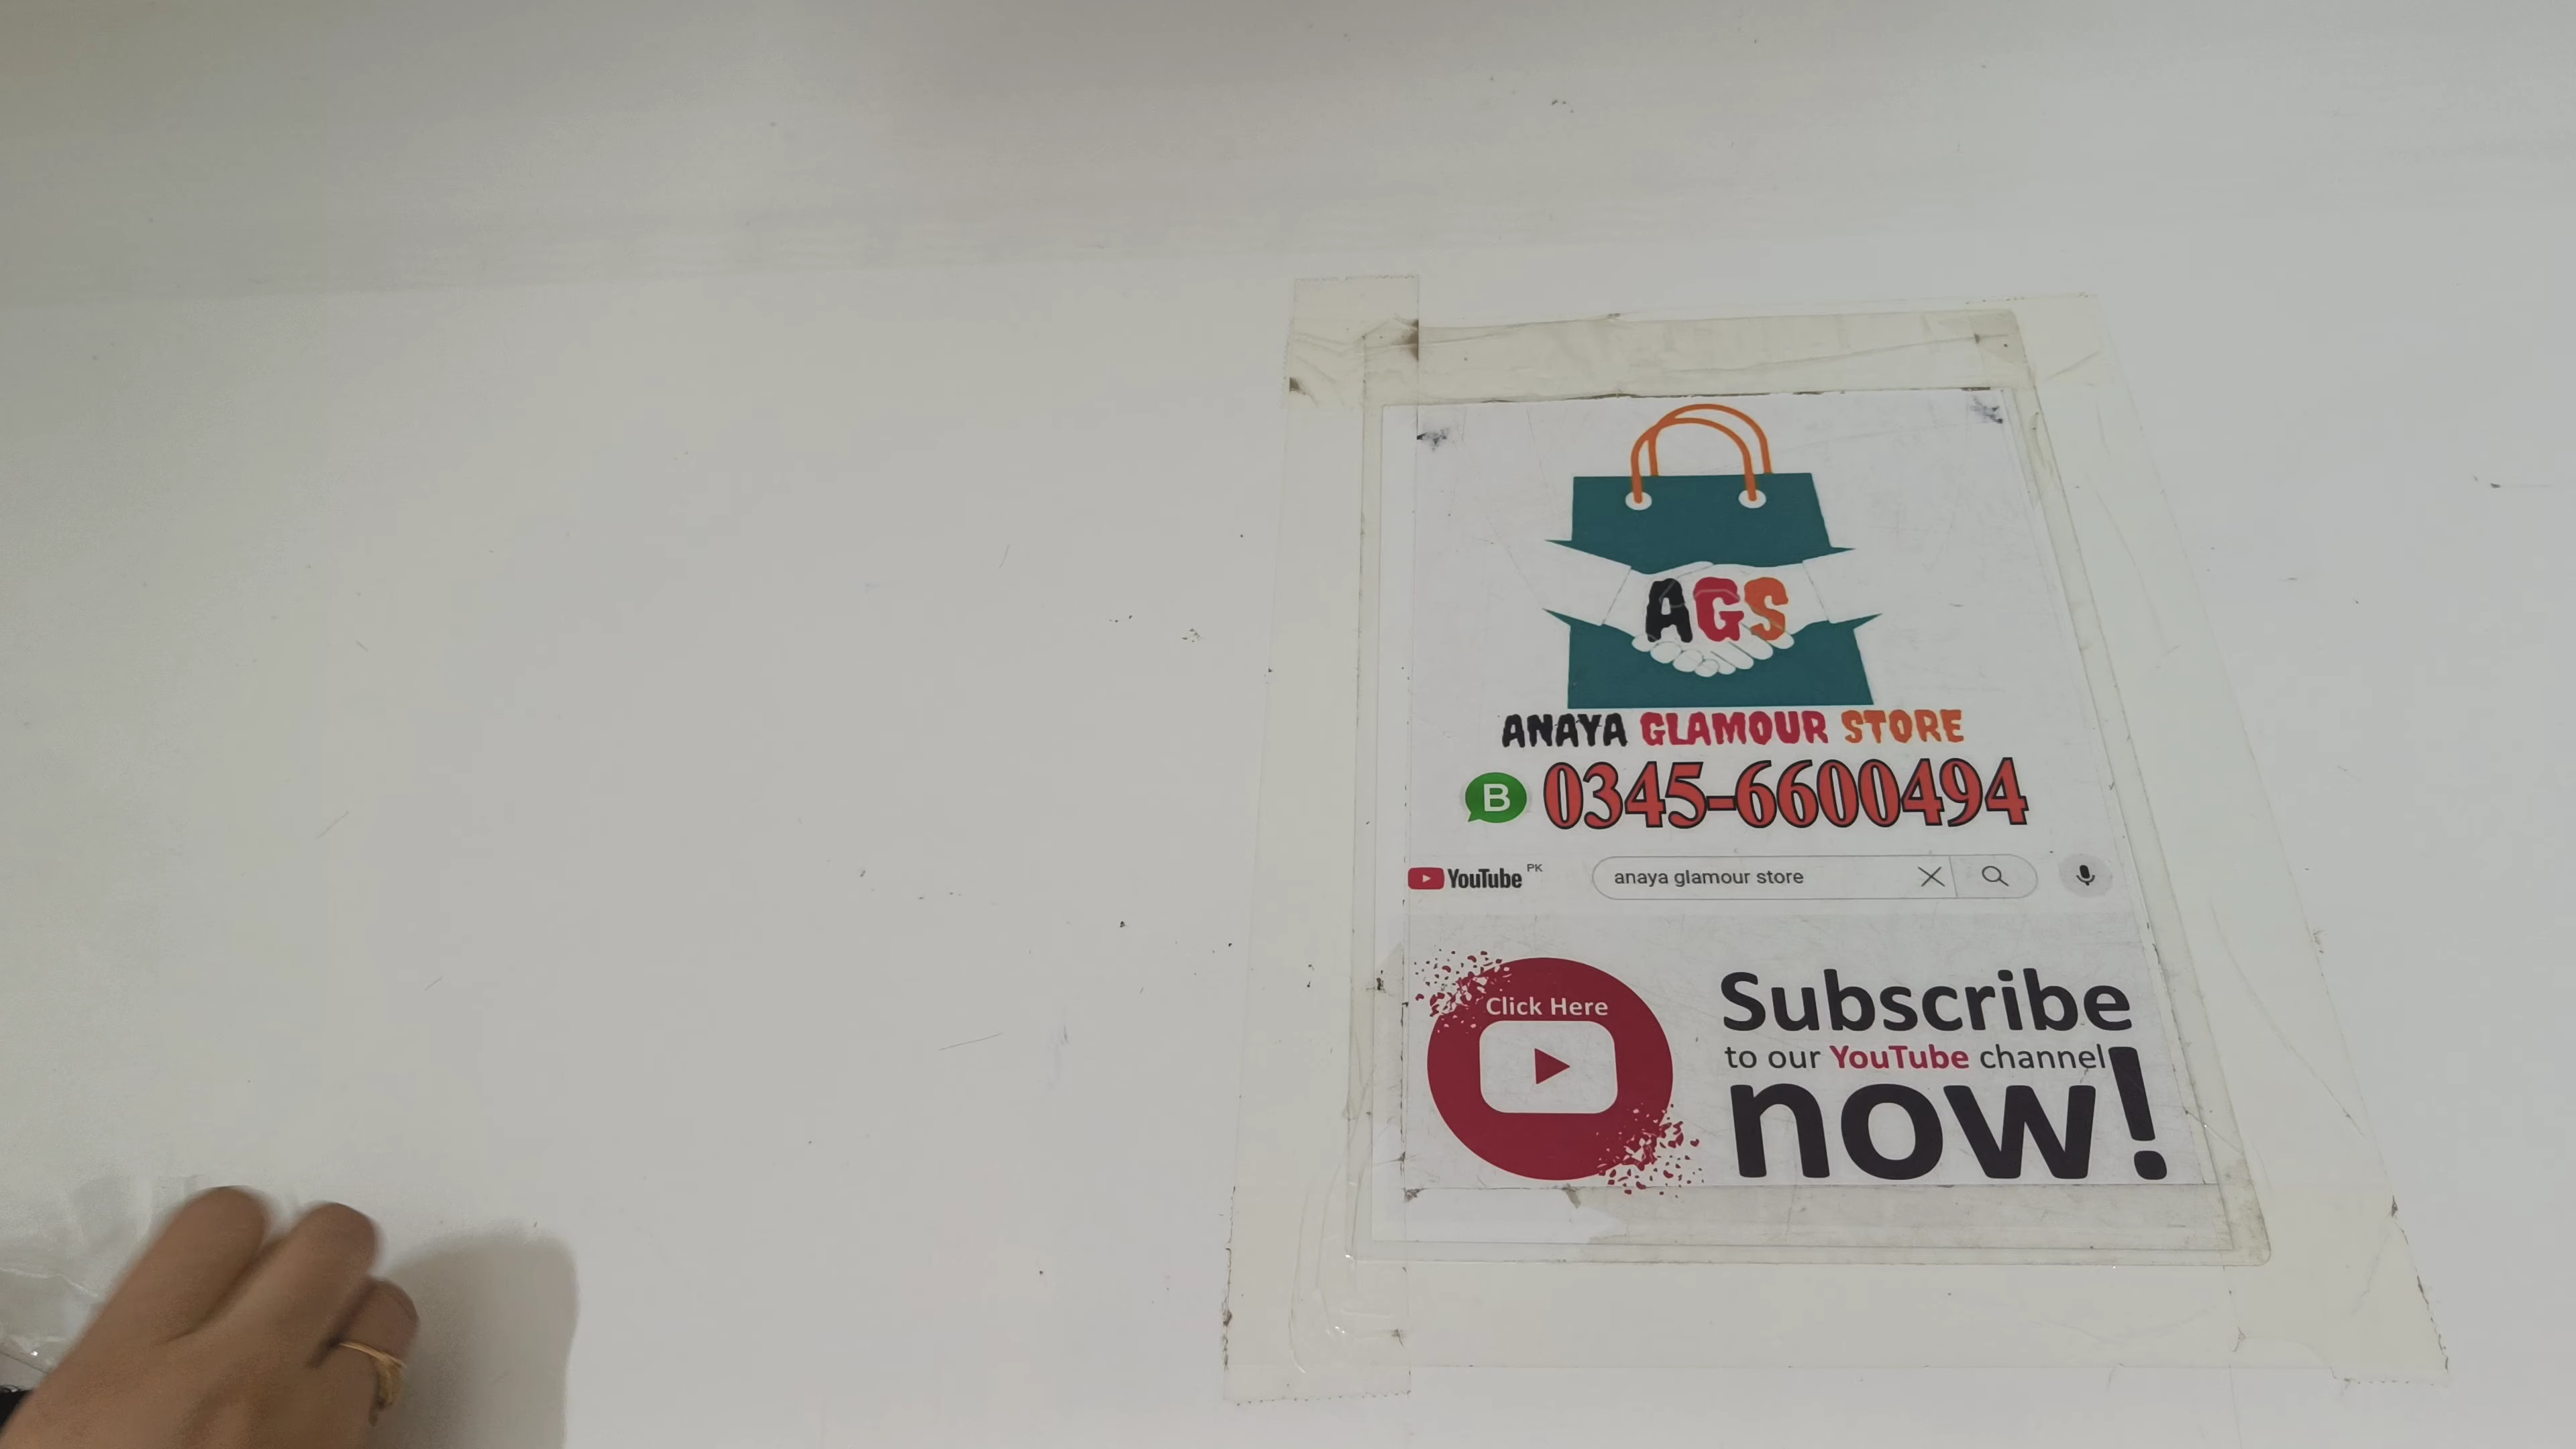 AGS
ANAYA GLAMOUR STORE
B 0345-6600494
YouTube PK anaya glamour store
Click Here
Subscribe
to our YouTube channel
now!